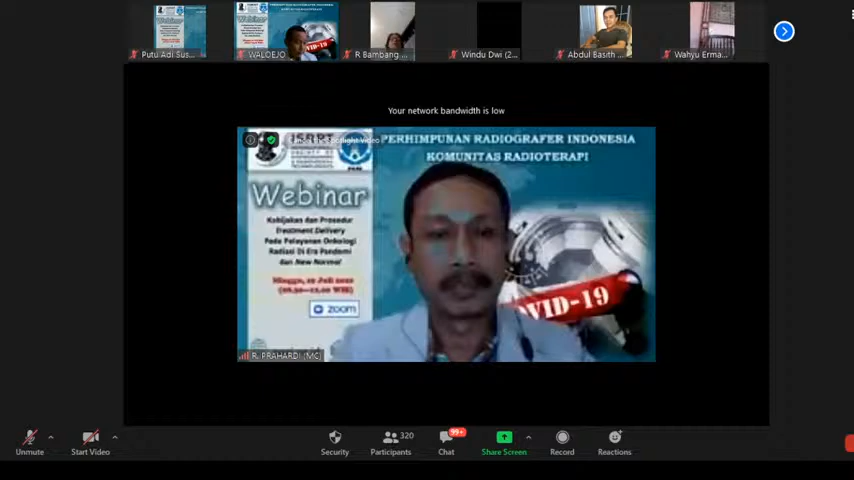 Putu Adi Sus...
WALOEJO
R Bambang ...
Windu Dwi (2...
Abdul Basith ...
Wahyu Erma...
Your network bandwidth is low
ISRRT
PERHIMPUNAN RADIOGRAFER INDONESIA
KOMUNITAS RADIOTERAPI
Webinar
Kebijakan dan Prosedur
Treatment Delivery
Pada Pelayanan Onkologi
Radiasi Di Era Pandemi
dan New Normal
zoom
VID-19
R. PRAHARDI (MC)
Unmute
Start Video
Security
320
Participants
99+
Chat
Share Screen
Record
Reactions